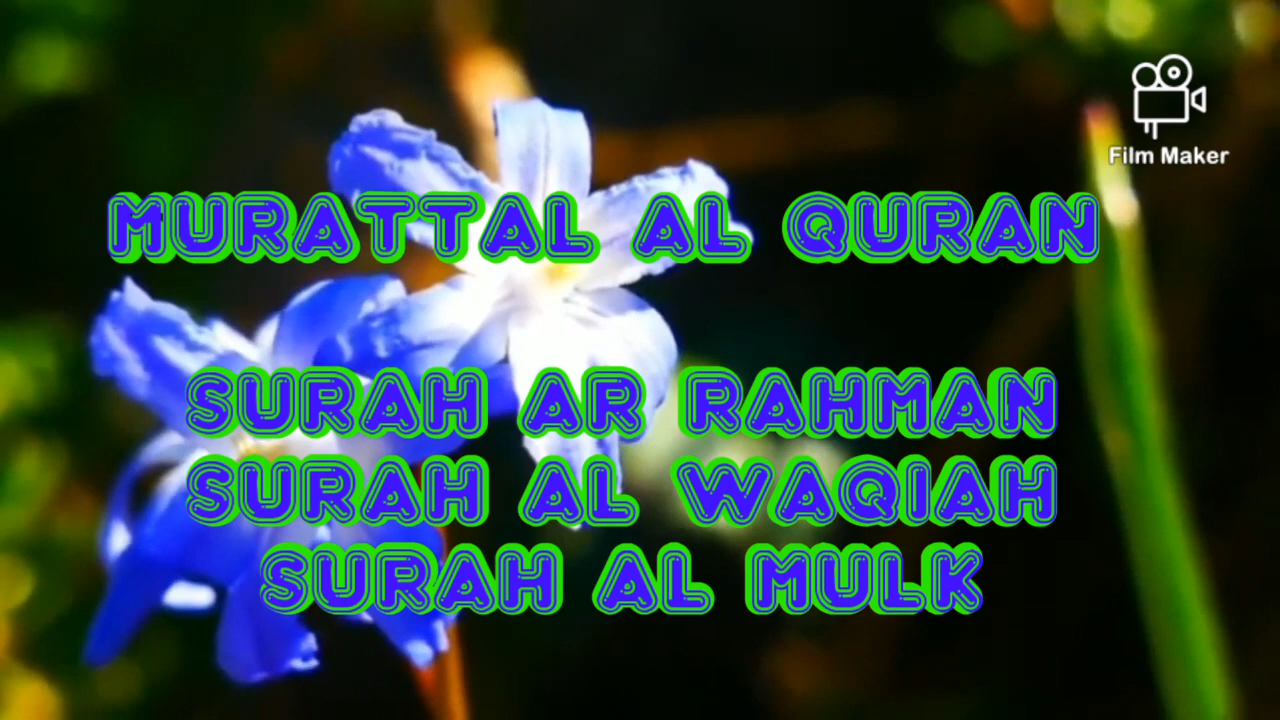 Film Maker
MURATTAL AL QURAN
SURAH AR RAHMAN
SURAH AL WAQIAH
SURAH AL MULK